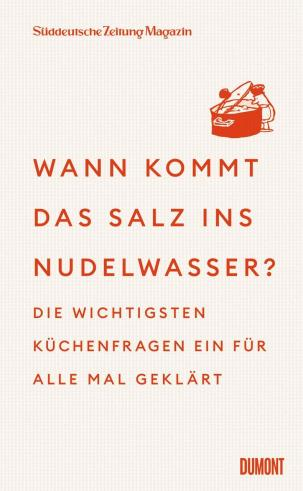 Süddeutsche Zeitung Magazin
WANN KOMMT
DAS SALZ INS
NUDELWASSER?
DIE WICHTIGSTEN
KÜCHENFRAGEN EIN FÜR
ALLE MAL GEKLÄRT
DUMONT